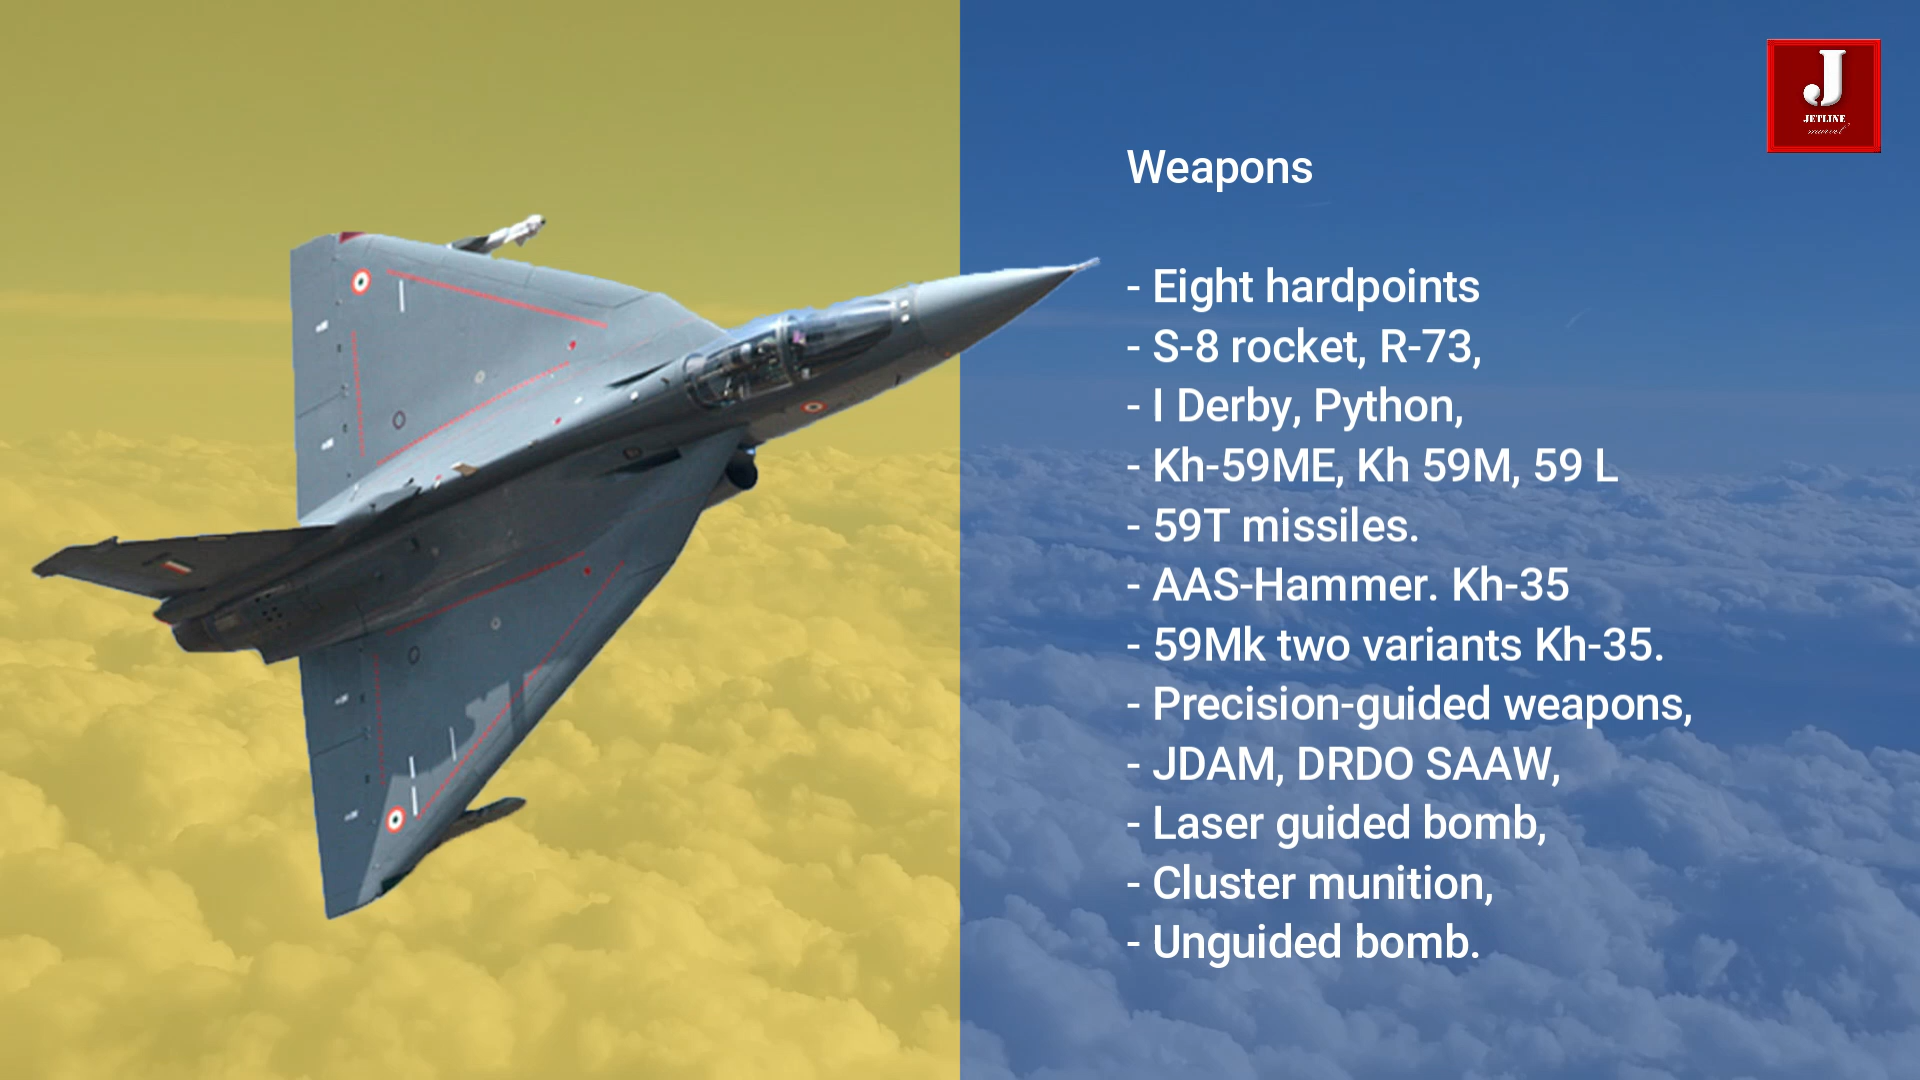 J
JETLINE
marvel
Weapons
- Eight hardpoints
- S-8 rocket, R-73,
- I Derby, Python,
- Kh-59ME, Kh 59M, 59 L
- 59T missiles.
- AAS-Hammer. Kh-35
- 59Mk two variants Kh-35.
- Precision-guided weapons,
- JDAM, DRDO SAAW,
- Laser guided bomb,
- Cluster munition,
- Unguided bomb.